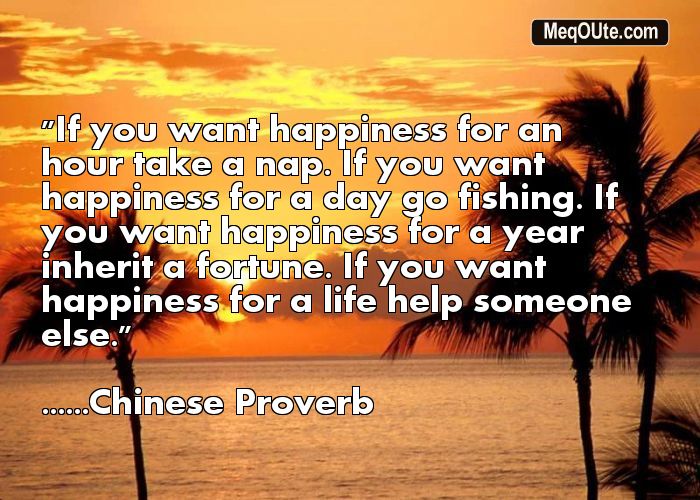 MeqOUte.com
"If you want happiness for an
hour take a nap. If you want
happiness for a day go fishing. If
you want happiness for a year
inherit a fortune. If you want
happiness for a life help someone
else."
......Chinese Proverb